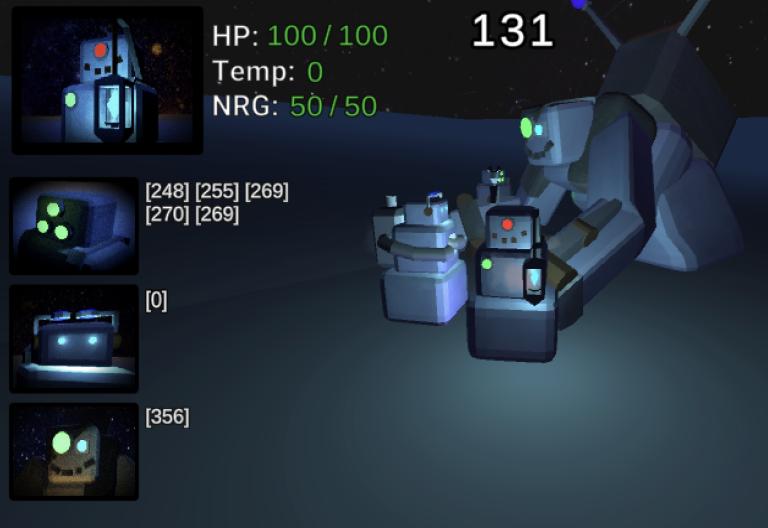 HP: 100 / 100
131
Temp: 0
NRG: 50 / 50
[248] [255] [269]
[270] [269]
[0]
[356]